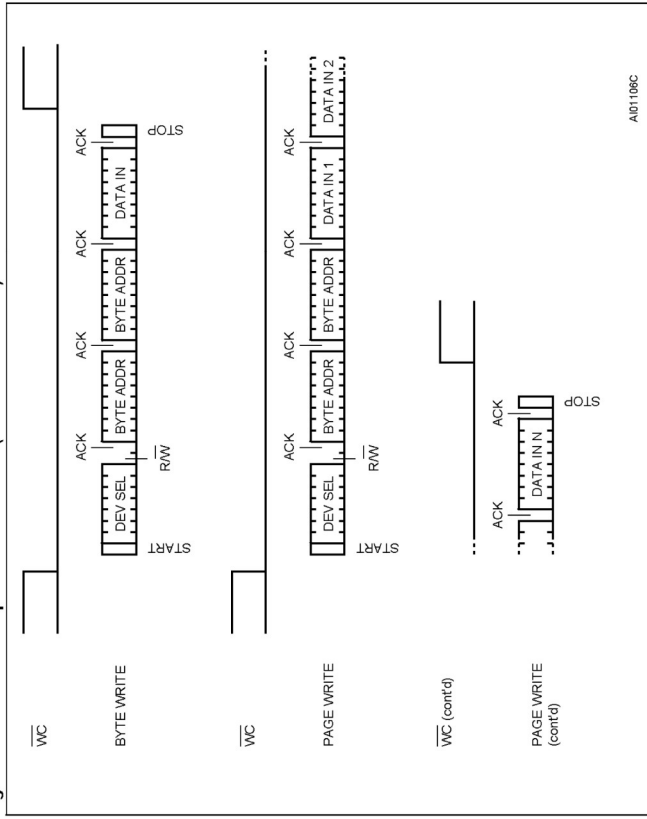 WC
ACK ACK ACK ACK
BYTE WRITE DEV SEL BYTE ADDR BYTE ADDR DATA IN
START R/W STOP
WC
ACK ACK ACK ACK
PAGE WRITE DEV SEL BYTE ADDR BYTE ADDR DATA IN 1 DATA IN 2
START R/W
WC (cont'd)
ACK ACK
PAGE WRITE DATA IN N
(cont'd)
STOP
AI01106C